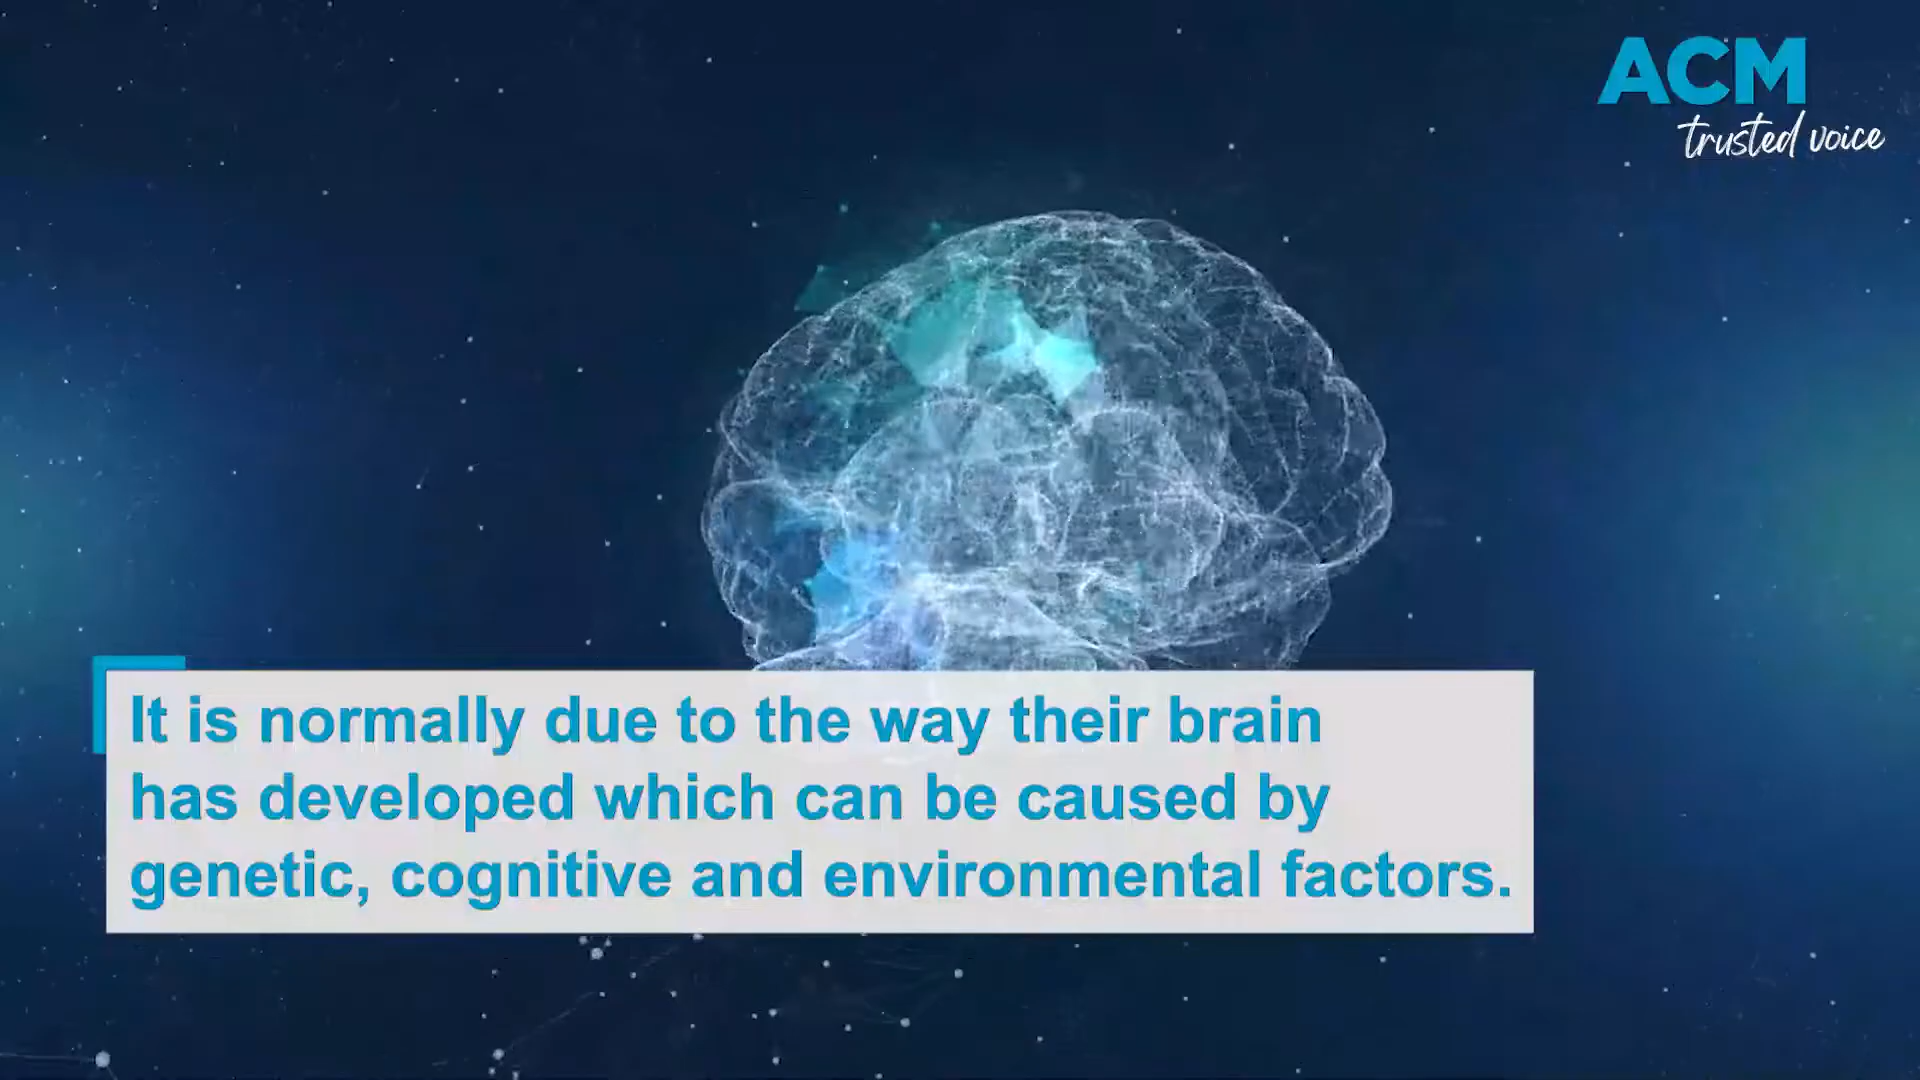 ACM
trusted voice
It is normally due to the way their brain
has developed which can be caused by
genetic, cognitive and environmental factors.